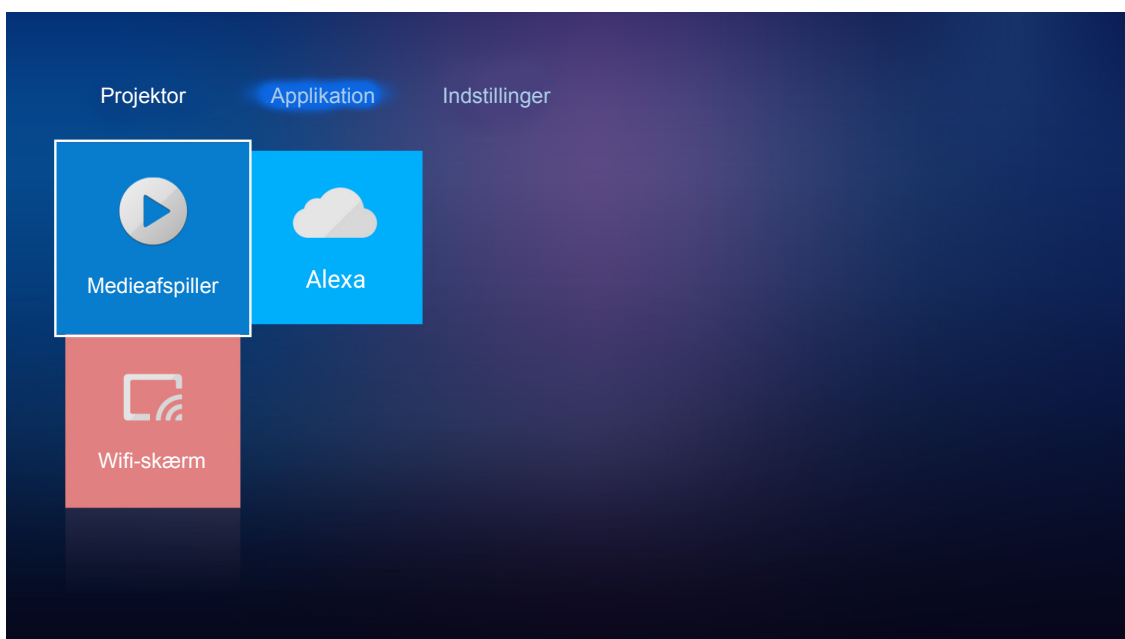 Projektor Applikation Indstillinger
Medieafspiller Alexa
Wifi-skærm